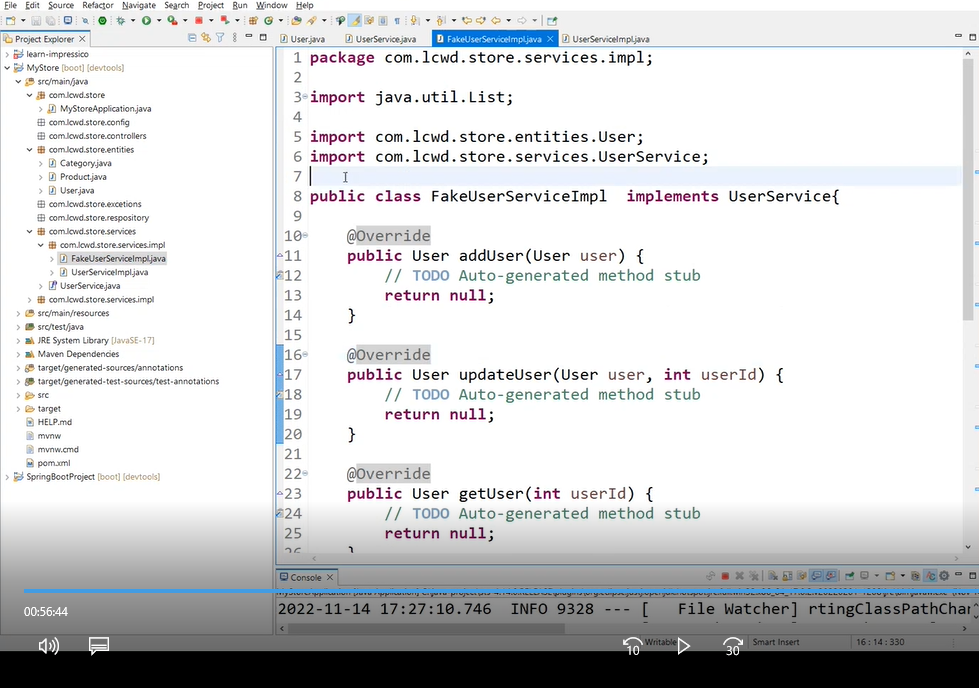 File Edit Source Refactor Navigate Search Project Run Window Help
Project Explorer
learn-impressico
MyStore [boot] [devtools]
src/main/java
com.lcwd.store
MyStoreApplication.java
com.lcwd.store.config
com.lcwd.store.controllers
com.lcwd.store.entities
Category.java
Product.java
User.java
com.lcwd.store.excetions
com.lcwd.store.respository
com.lcwd.store.services
com.lcwd.store.services.impl
FakeUserServiceImpl.java
UserServiceImpl.java
UserService.java
com.lcwd.store.services.impl
src/main/resources
src/test/java
JRE System Library [JavaSE-17]
Maven Dependencies
target/generated-sources/annotations
target/generated-test-sources/test-annotations
src
target
HELP.md
mvnw
mvnw.cmd
pom.xml
SpringBootProject [boot] [devtools]
User.java UserService.java FakeUserServiceImpl.java UserServiceImpl.java
1 package com.lcwd.store.services.impl;
2
3 import java.util.List;
4
5 import com.lcwd.store.entities.User;
6 import com.lcwd.store.services.UserService;
7
8 public class FakeUserServiceImpl  implements UserService{
9
10 @Override
11 public User addUser(User user) {
12 // TODO Auto-generated method stub
13 return null;
14 }
15
16 @Override
17 public User updateUser(User user, int userId) {
18 // TODO Auto-generated method stub
19 return null;
20 }
21
22 @Override
23 public User getUser(int userId) {
24 // TODO Auto-generated method stub
25 return null;
26 }
Console
2022-11-14 17:27:10.746  INFO 9328 --- [   File Watcher] rtingClassPathChan
00:56:44
10 30
Writable Smart Insert 16 : 14 : 330